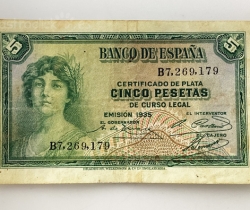 5 BANCO DE ESPAÑA 5
B7,269,179
CERTIFICADO DE PLATA
CINCO PESETAS
DE CURSO LEGAL
EMISIÓN 1935
EL GOBERNADOR EL INTERVENTOR
EL CAJERO
B7,269,179